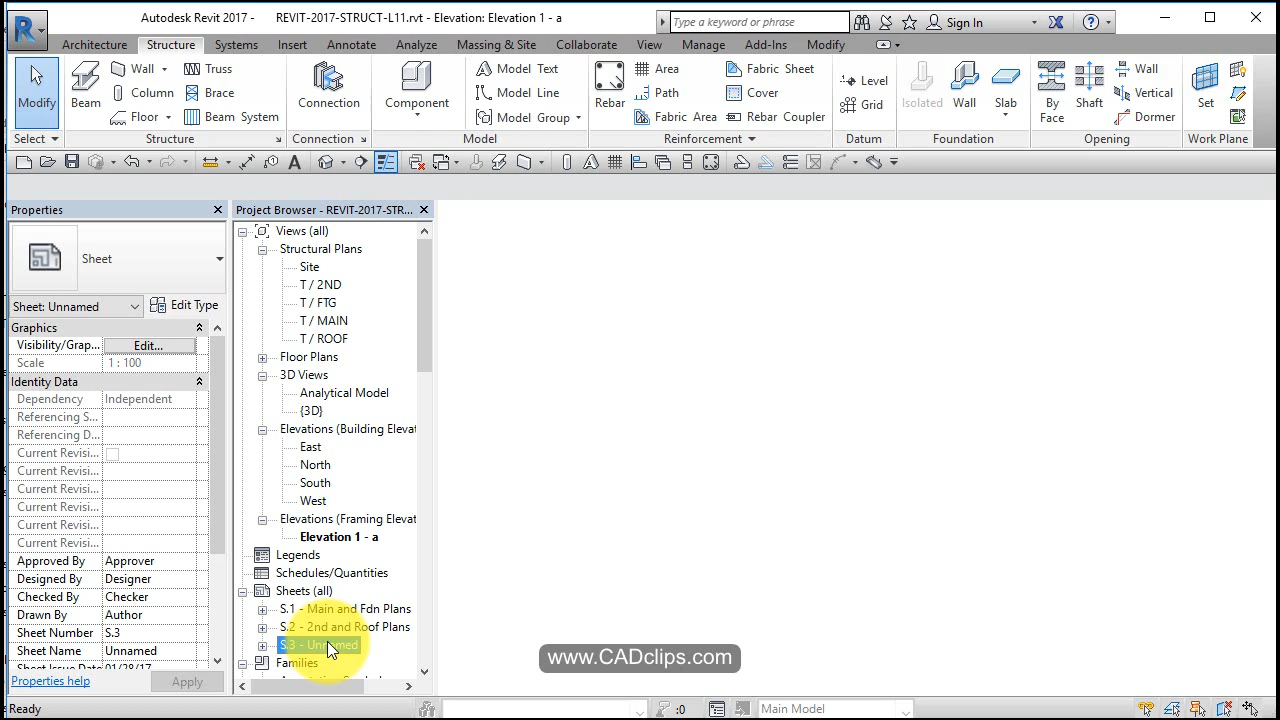 Autodesk Revit 2017 - REVIT-2017-STRUCT-L11.rvt - Elevation: Elevation 1 - a
Type a keyword or phrase
Sign In
Architecture Structure Systems Insert Annotate Analyze Massing & Site Collaborate View Manage Add-Ins Modify
Modify
Beam
Wall
Column
Floor
Truss
Brace
Beam System
Connection
Component
Model Text
Model Line
Model Group
Rebar
Area
Path
Fabric Area
Fabric Sheet
Cover
Rebar Coupler
Level
Grid
Isolated
Wall
Slab
By Face
Shaft
Wall
Vertical
Dormer
Set
Select Structure Connection Model Reinforcement Datum Foundation Opening Work Plane
Properties
Sheet
Sheet: Unnamed
Edit Type
Graphics
Visibility/Grap... Edit...
Scale 1 : 100
Identity Data
Dependency Independent
Referencing S...
Referencing D...
Current Revisi...
Current Revisi...
Current Revisi...
Current Revisi...
Current Revisi...
Current Revisi...
Approved By Approver
Designed By Designer
Checked By Checker
Drawn By Author
Sheet Number S.3
Sheet Name Unnamed
Sheet Issue Date 01/28/17
Properties help
Apply
Project Browser - REVIT-2017-STR...
Views (all)
Structural Plans
Site
T / 2ND
T / FTG
T / MAIN
T / ROOF
Floor Plans
3D Views
Analytical Model
{3D}
Elevations (Building Elevat
East
North
South
West
Elevations (Framing Elevat
Elevation 1 - a
Legends
Schedules/Quantities
Sheets (all)
S.1 - Main and Fdn Plans
S.2 - 2nd and Roof Plans
S.3 - Unnamed
Families
www.CADclips.com
Ready
:0
Main Model